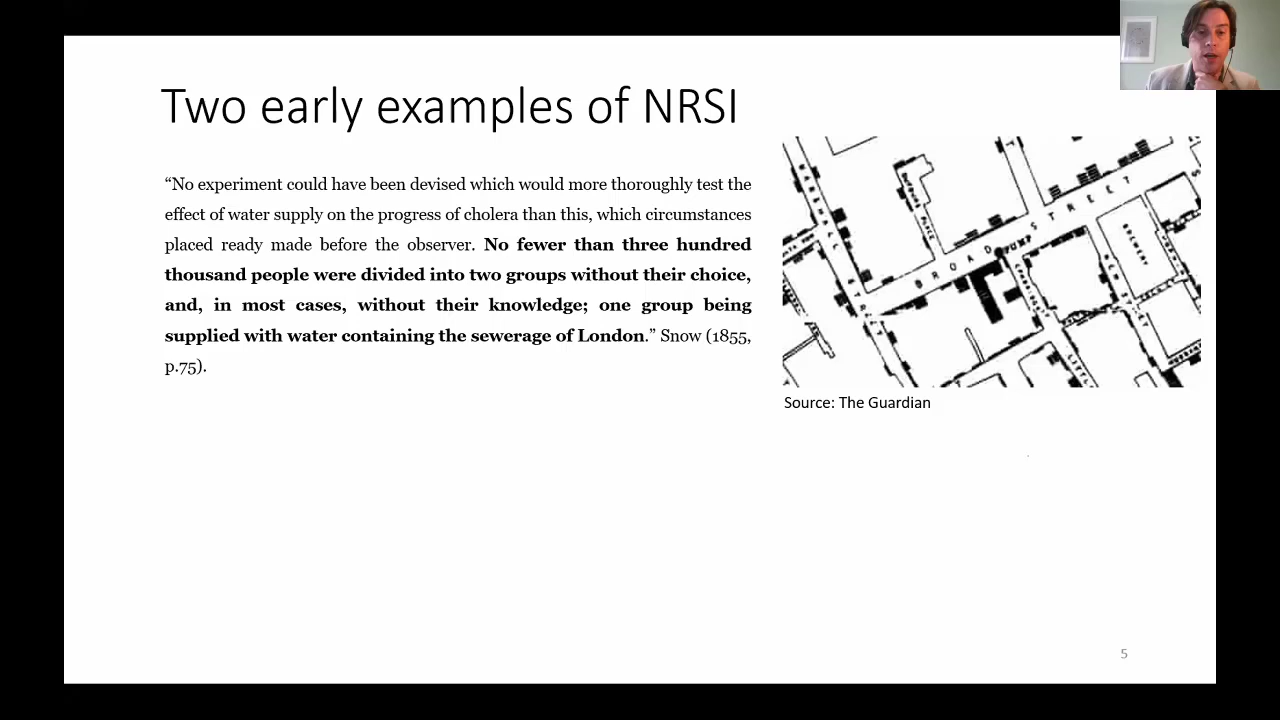 Two early examples of NRSI
“No experiment could have been devised which would more thoroughly test the
effect of water supply on the progress of cholera than this, which circumstances
placed ready made before the observer. No fewer than three hundred
thousand people were divided into two groups without their choice,
and, in most cases, without their knowledge; one group being
supplied with water containing the sewerage of London.” Snow (1855,
p.75).
BROAD STREET
PUMP
Source: The Guardian
5